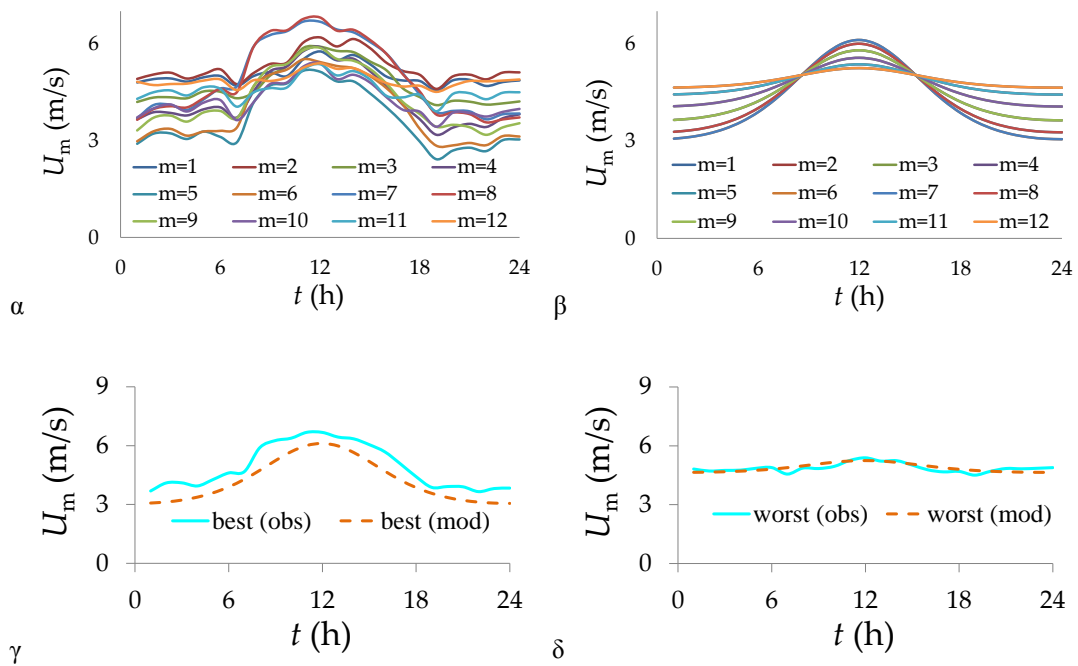 6
3
0
U_m (m/s)
m=1 m=2 m=3 m=4
m=5 m=6 m=7 m=8
m=9 m=10 m=11 m=12
0 6 12 18 24
t (h)
α
6
3
0
U_m (m/s)
m=1 m=2 m=3 m=4
m=5 m=6 m=7 m=8
m=9 m=10 m=11 m=12
0 6 12 18 24
t (h)
β
9
6
3
0
U_m (m/s)
best (obs) best (mod)
0 6 12 18 24
t (h)
γ
9
6
3
0
U_m (m/s)
worst (obs) worst (mod)
0 6 12 18 24
t (h)
δ